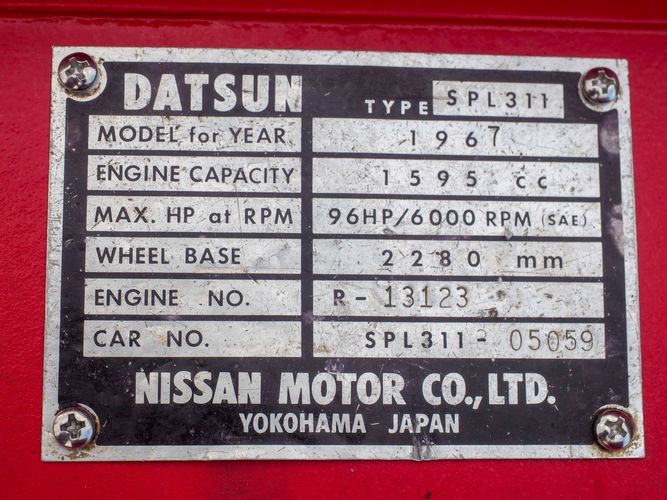 DATSUN TYPE SPL311
MODEL for YEAR 1967
ENGINE CAPACITY 1595 cc
MAX. HP at RPM 96HP/6000 RPM (SAE)
WHEEL BASE 2280 mm
ENGINE NO. R-13123
CAR NO. SPL311-05059
NISSAN MOTOR CO., LTD.
YOKOHAMA JAPAN